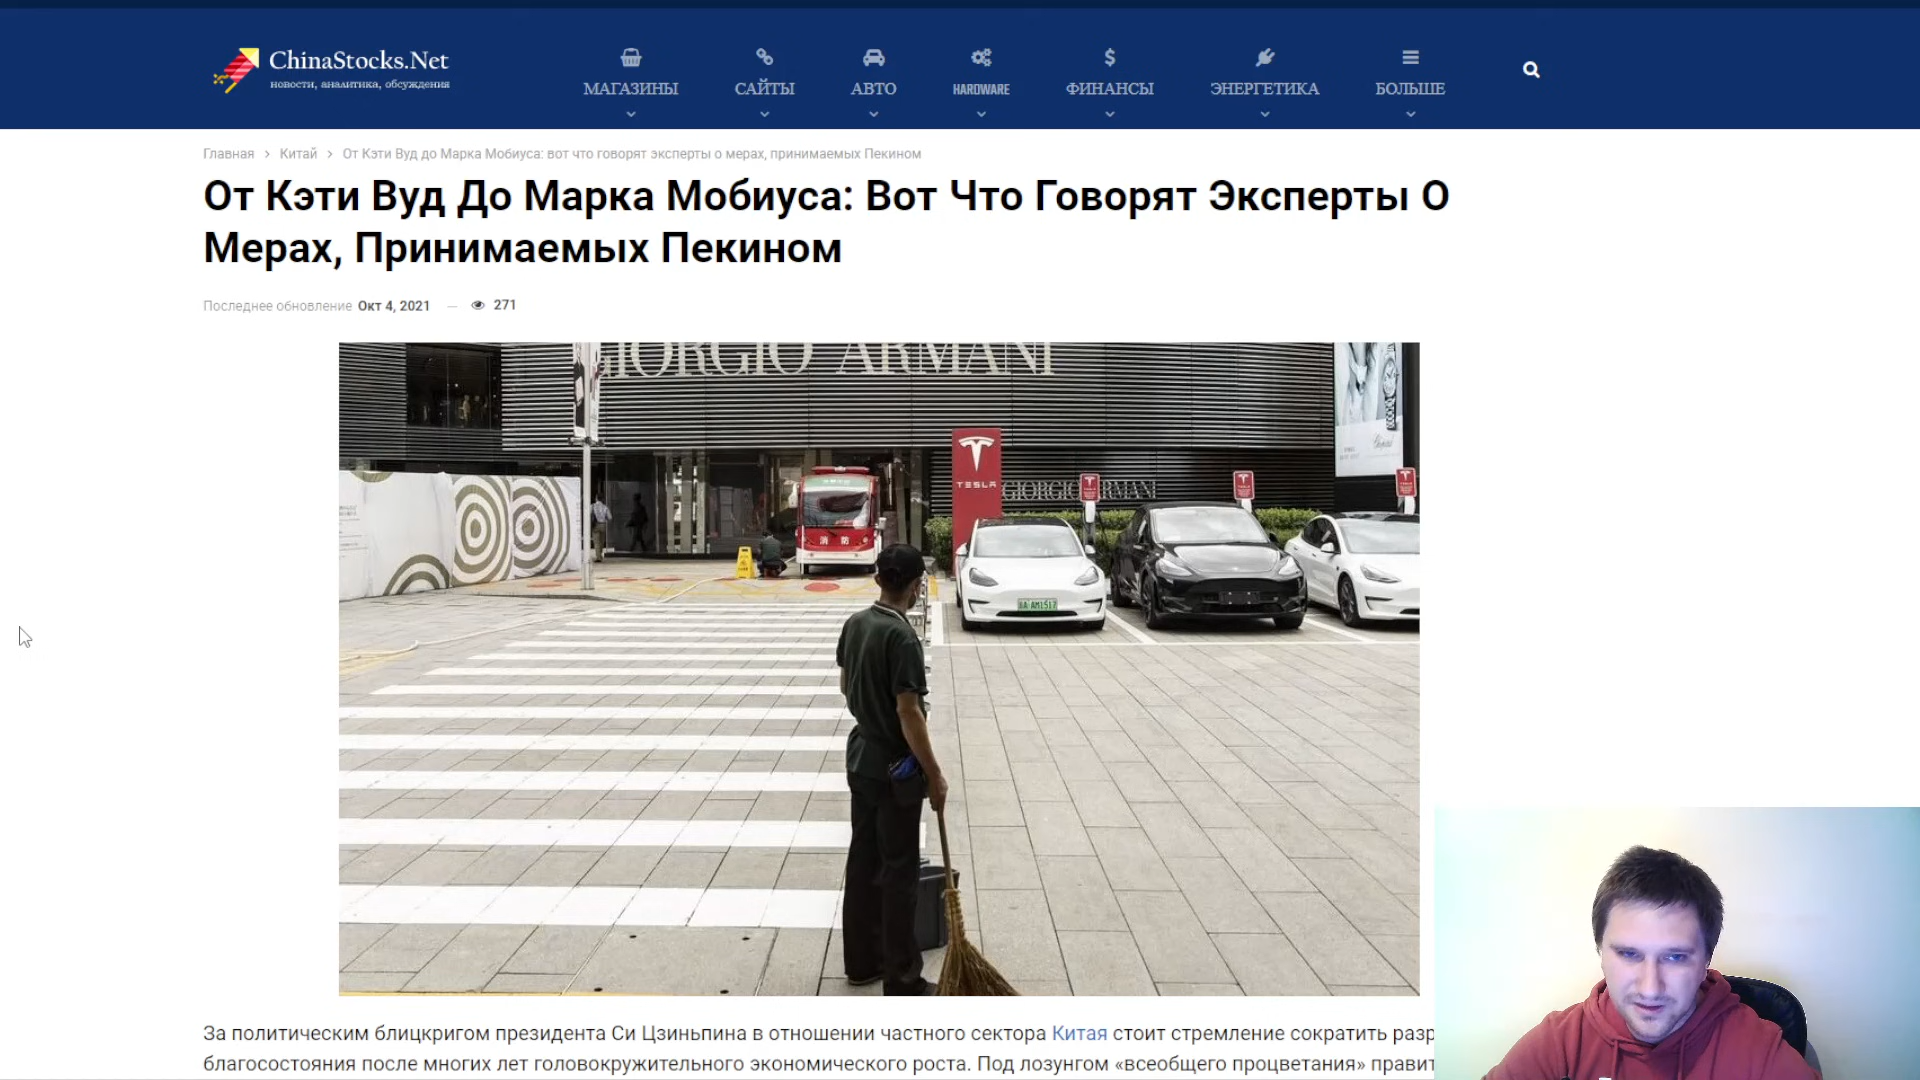 ChinaStocks.Net
новости, аналитика, обсуждения
МАГАЗИНЫ
САЙТЫ
АВТО
HARDWARE
ФИНАНСЫ
ЭНЕРГЕТИКА
БОЛЬШЕ
Главная > Китай > От Кэти Вуд до Марка Мобиуса: вот что говорят эксперты о мерах, принимаемых Пекином
От Кэти Вуд До Марка Мобиуса: Вот Что Говорят Эксперты О
Мерах, Принимаемых Пекином
Последнее обновление Окт 4, 2021 — 271
GIORGIO ARMANI
TESLA
GIORGIO ARMANI
消 防
За политическим блицкригом президента Си Цзиньпина в отношении частного сектора Китая стоит стремление сократить разр
благосостояния после многих лет головокружительного экономического роста. Под лозунгом «всеобщего процветания» правит